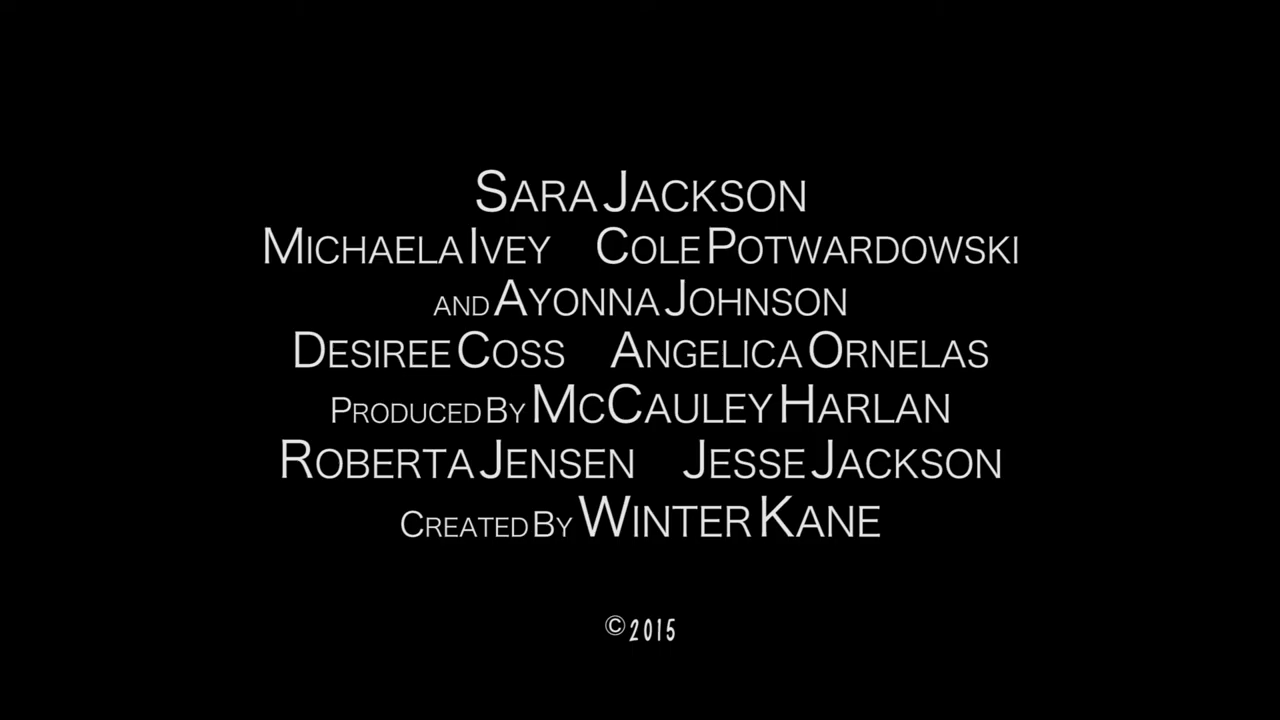 SARA JACKSON
MICHAELA IVEY COLE POTWARDOWSKI
AND AYONNA JOHNSON
DESIREE COSS ANGELICA ORNELAS
PRODUCED BY MCCAULEY HARLAN
ROBERTA JENSEN JESSE JACKSON
CREATED BY WINTER KANE
©2015